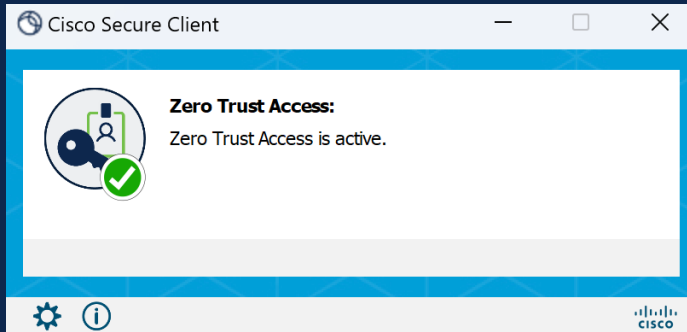 Cisco Secure Client
Zero Trust Access:
Zero Trust Access is active.
CISCO